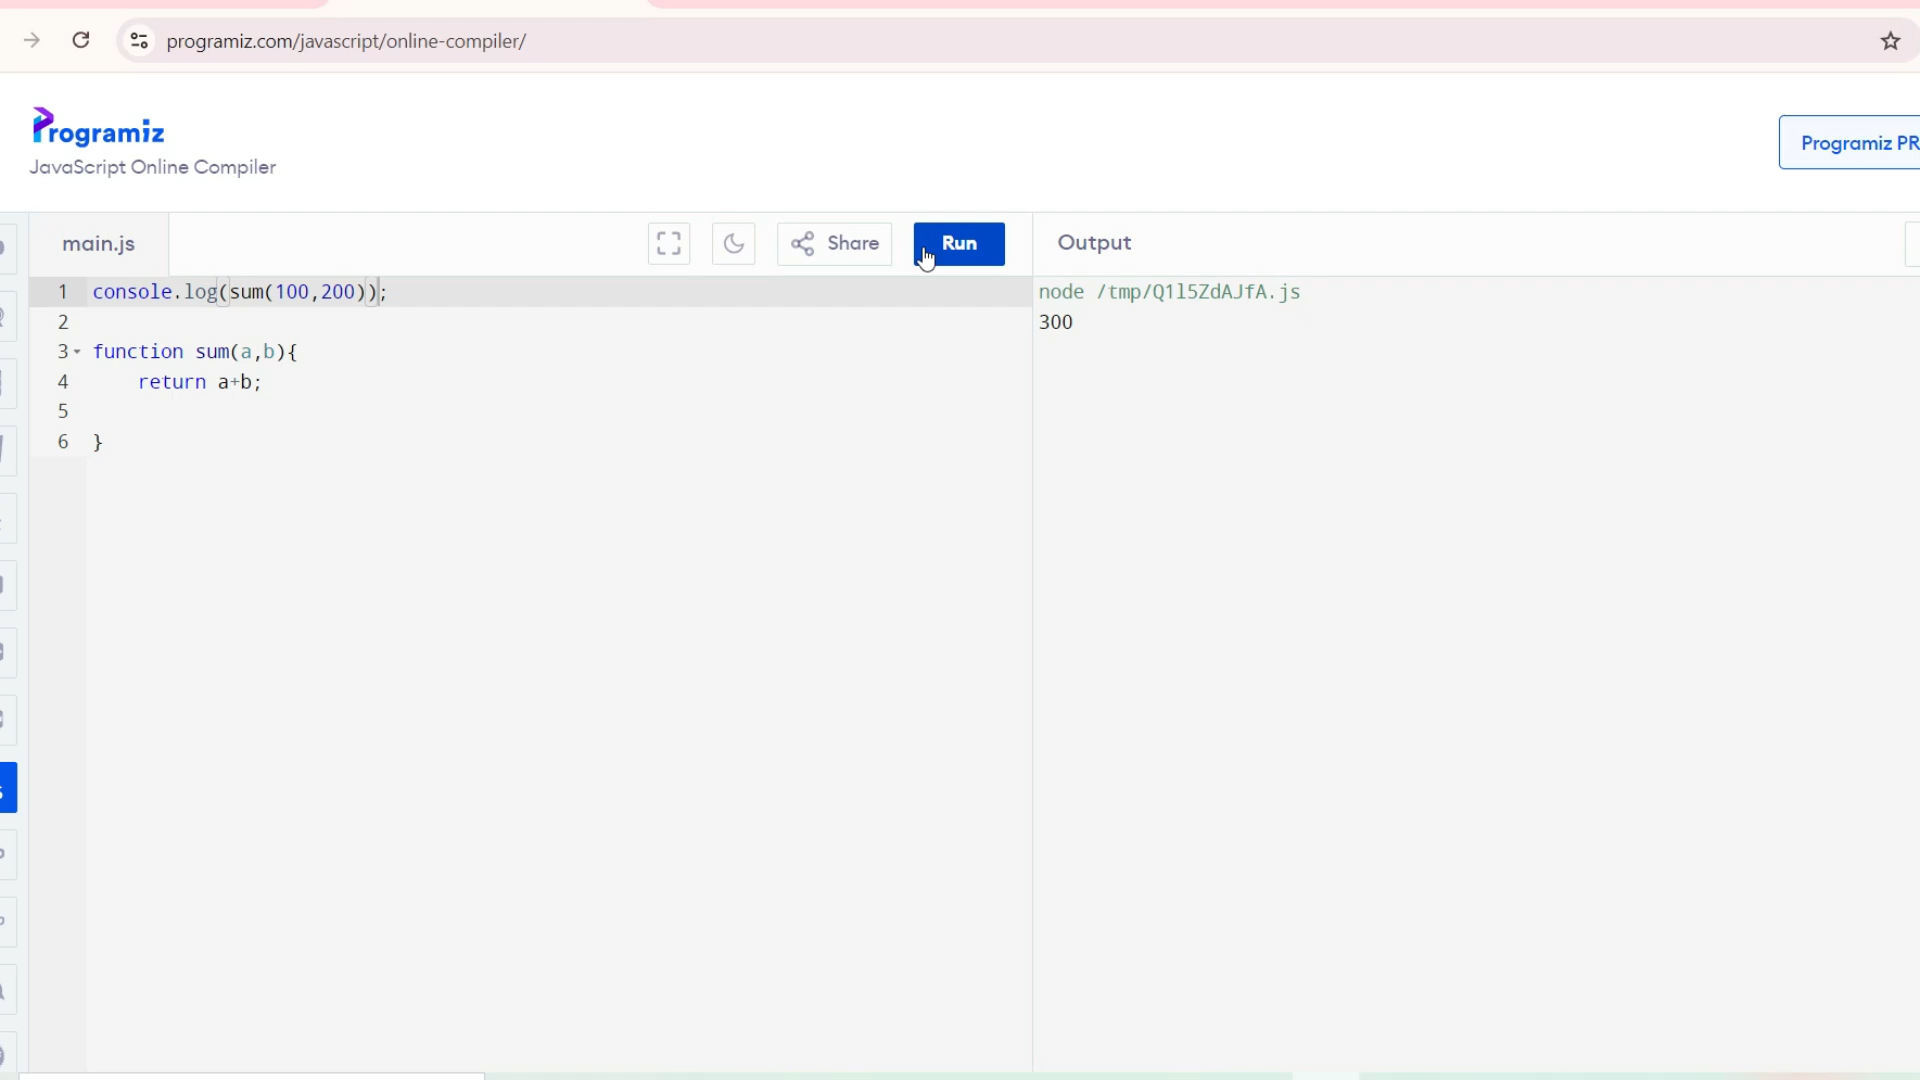 programiz.com/javascript/online-compiler/
Programiz
JavaScript Online Compiler
Programiz PR
main.js
Share
Run
Output
1 console.log(sum(100,200));
2
3 function sum(a,b){
4     return a+b;
5
6 }
node /tmp/Q1l5ZdAJfA.js
300